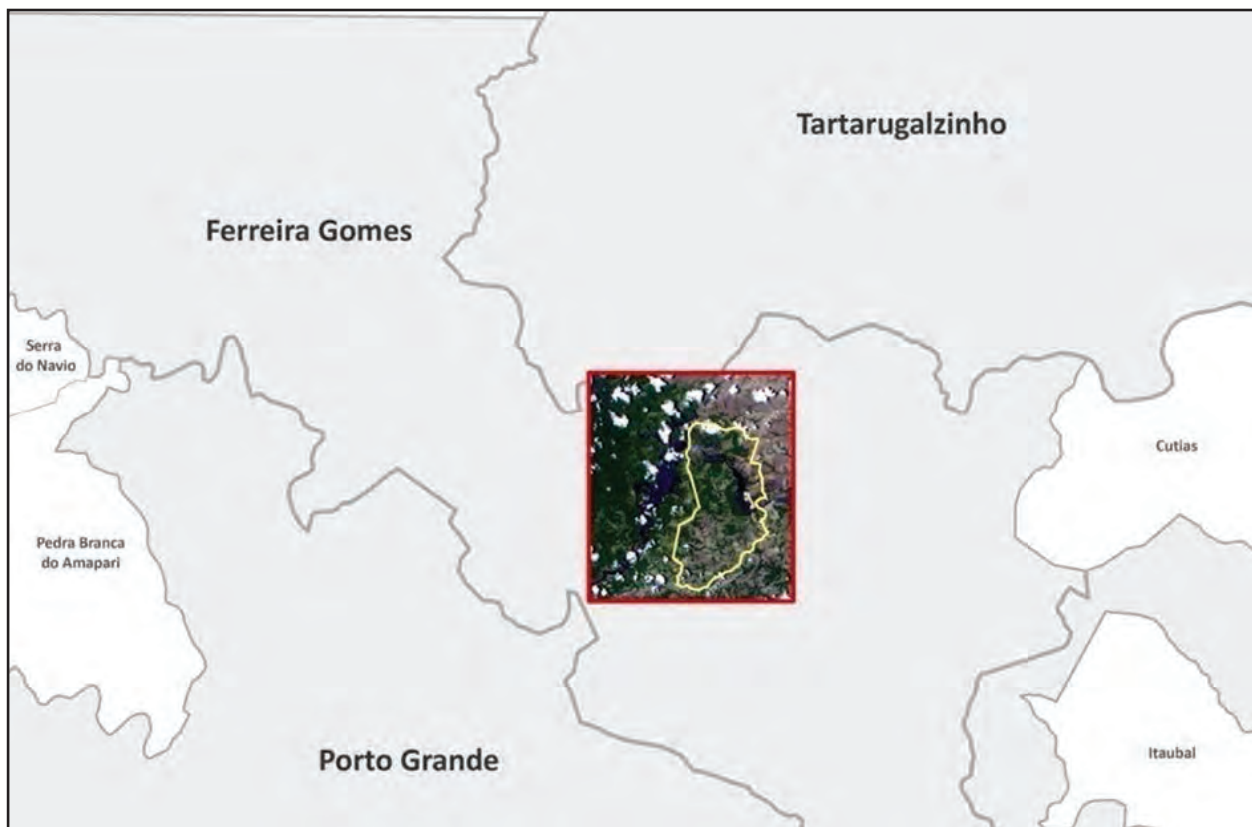 Tartarugalzinho
Ferreira Gomes
Serra
do Navio
Cutias
Pedra Branca
do Amapari
Porto Grande
Itaubal